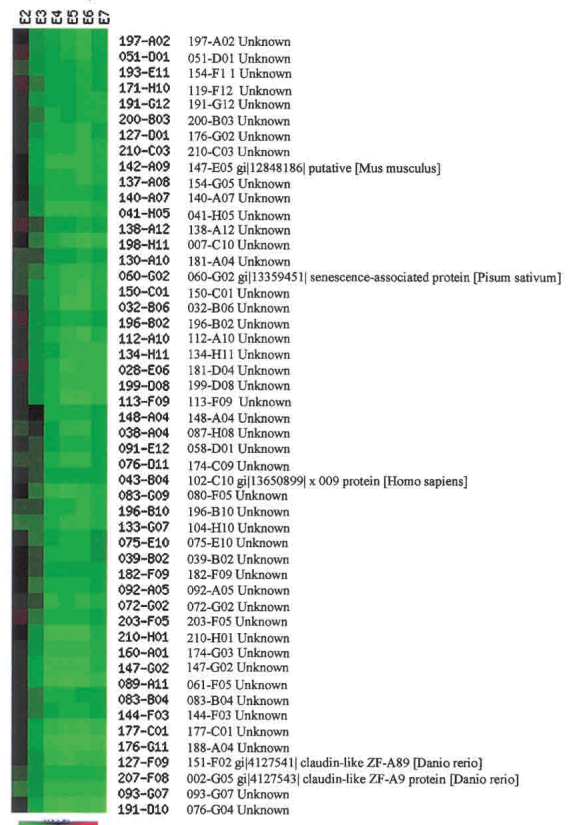 E2 E3 E4 E5 E6 E7
197-A02 197-A02 Unknown
051-D01 051-D01 Unknown
193-E11 154-F1 1 Unknown
171-H10 119-F12 Unknown
191-G12 191-G12 Unknown
200-B03 200-B03 Unknown
127-D01 176-G02 Unknown
210-C03 210-C03 Unknown
142-A09 147-E05 gi|12848186| putative [Mus musculus]
137-A08 154-G05 Unknown
140-A07 140-A07 Unknown
041-H05 041-H05 Unknown
138-A12 138-A12 Unknown
198-H11 007-C10 Unknown
130-A10 181-A04 Unknown
060-G02 060-G02 gi|13359451| senescence-associated protein [Pisum sativum]
150-C01 150-C01 Unknown
032-B06 032-B06 Unknown
196-B02 196-B02 Unknown
112-A10 112-A10 Unknown
134-H11 134-H11 Unknown
028-E06 181-D04 Unknown
199-D08 199-D08 Unknown
113-F09 113-F09 Unknown
148-A04 148-A04 Unknown
038-A04 087-H08 Unknown
091-E12 058-D01 Unknown
076-D11 174-C09 Unknown
043-B04 102-C10 gi|13650899| x 009 protein [Homo sapiens]
083-G09 080-F05 Unknown
196-B10 196-B10 Unknown
133-G07 104-H10 Unknown
075-E10 075-E10 Unknown
039-B02 039-B02 Unknown
182-F09 182-F09 Unknown
092-A05 092-A05 Unknown
072-G02 072-G02 Unknown
203-F05 203-F05 Unknown
210-H01 210-H01 Unknown
160-A01 174-G03 Unknown
147-G02 147-G02 Unknown
089-A11 061-F05 Unknown
083-B04 083-B04 Unknown
144-F03 144-F03 Unknown
177-C01 177-C01 Unknown
176-G11 188-A04 Unknown
127-F09 151-F02 gi|4127541| claudin-like ZF-A89 [Danio rerio]
207-F08 002-G05 gi|4127543| claudin-like ZF-A9 protein [Danio rerio]
093-G07 093-G07 Unknown
191-D10 076-G04 Unknown